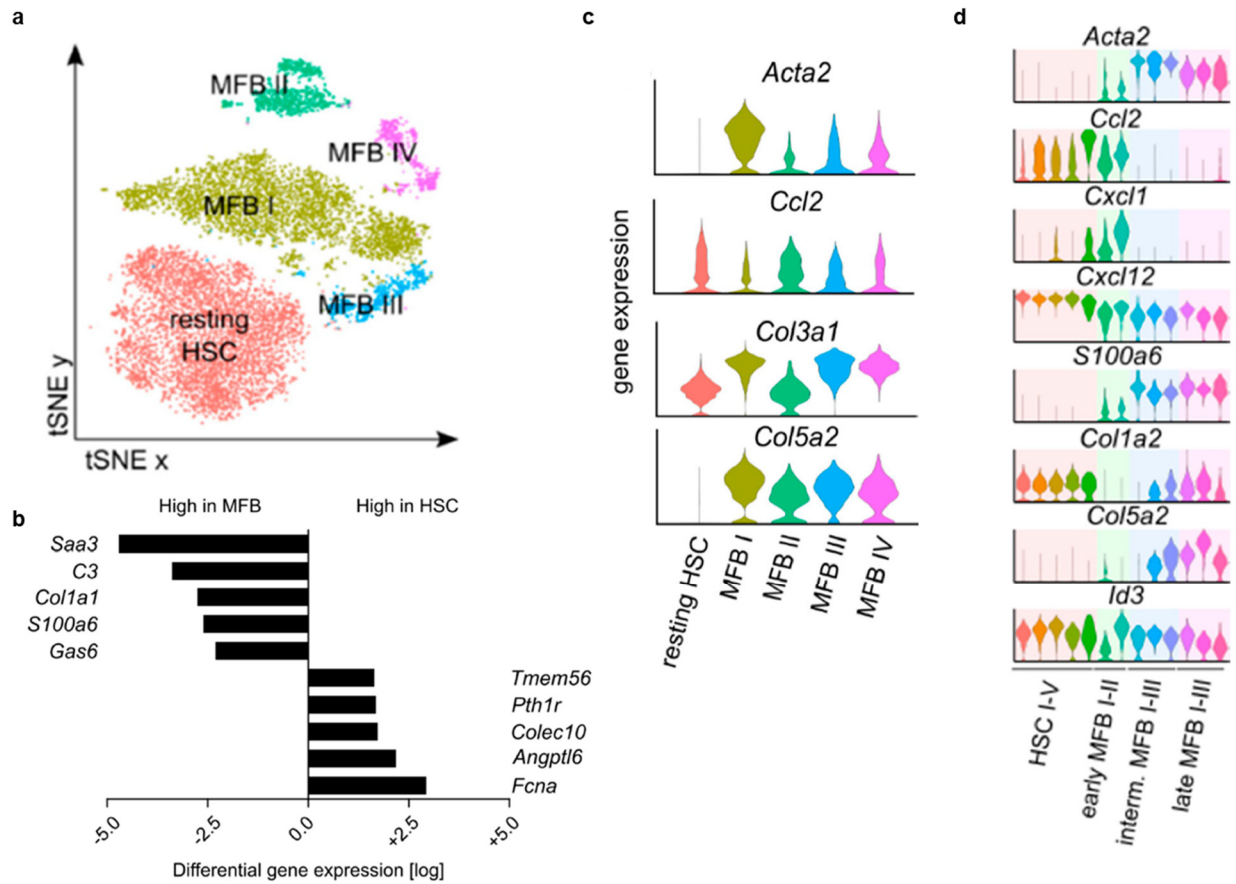 a
MFB II
MFB IV
MFB I
MFB III
resting
HSC
tSNE y
tSNE x
b
High in MFB
High in HSC
Saa3
C3
Col1a1
S100a6
Gas6
Tmem56
Pth1r
Colec10
Angptl6
Fcna
-5.0
-2.5
0.0
+2.5
+5.0
Differential gene expression [log]
c
gene expression
Acta2
Ccl2
Col3a1
Col5a2
resting HSC
MFB I
MFB II
MFB III
MFB IV
d
Acta2
Ccl2
Cxcl1
Cxcl12
S100a6
Col1a2
Col5a2
Id3
HSC I-V
early MFB I-II
interm. MFB I-III
late MFB I-III